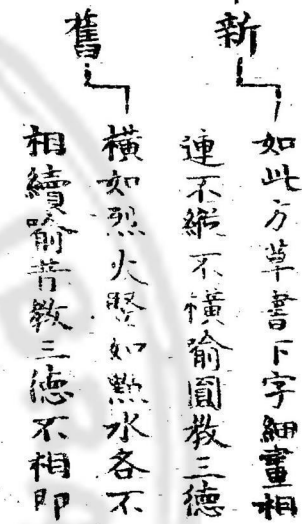 新
如此方草書下字細畫相
連不縱不橫喻圓教三德
舊
橫如烈火竪如點水各不
相續喻昔教三德不相即